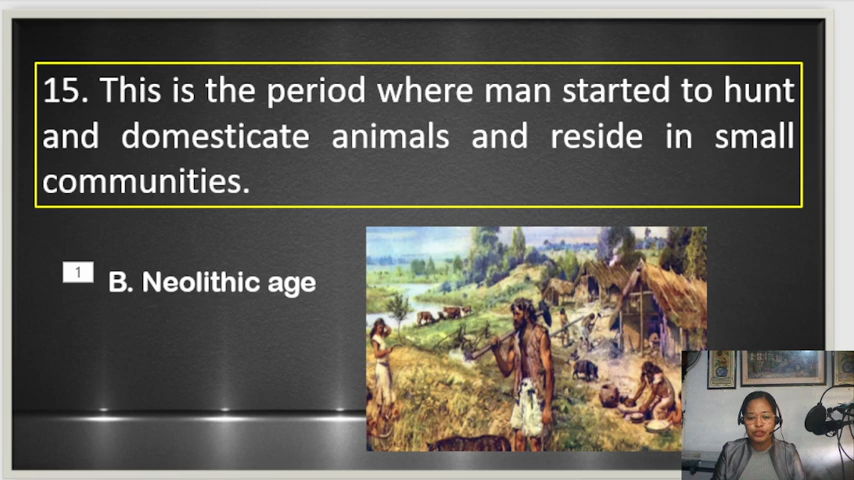 15. This is the period where man started to hunt
and domesticate animals and reside in small
communities.
1
B. Neolithic age